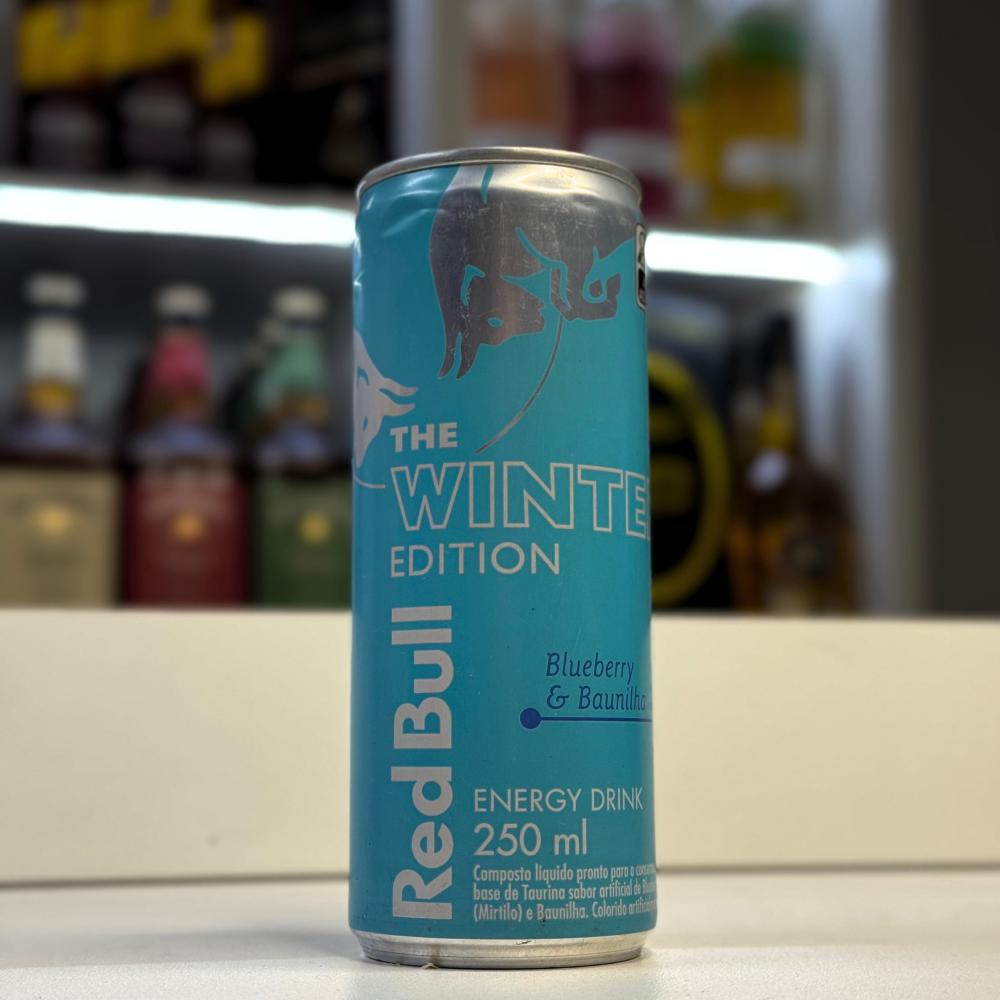 THE
WINTE
EDITION
Red Bull
Blueberry
& Baunilha
ENERGY DRINK
250 ml
Composto líquido pronto para o
base de Taurina sabor artificial de
(Mirtilo) e Baunilha. Colorido